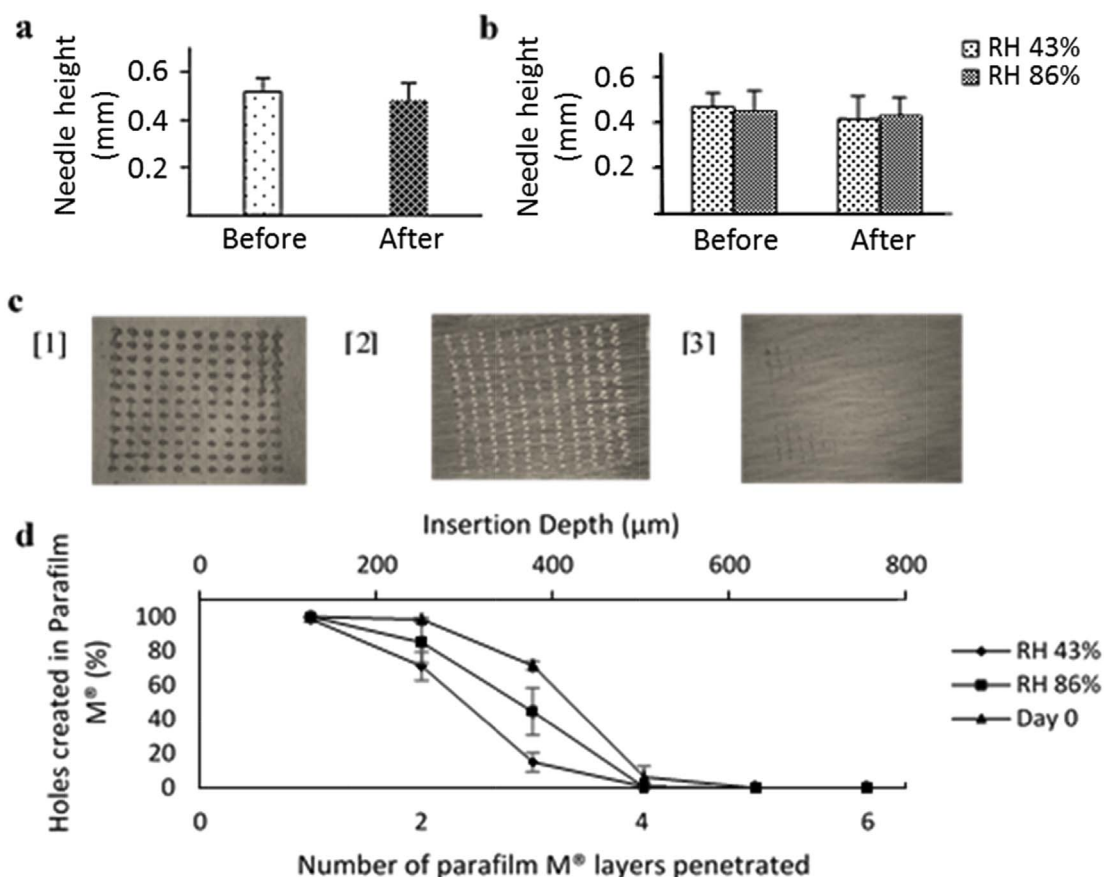 a
Needle height
(mm)
0.6
0.4
0.2
Before
After
b
Needle height
(mm)
0.6
0.4
0.2
Before
After
RH 43%
RH 86%
c
[1]
[2]
[3]
d
Insertion Depth (µm)
0
200
400
600
800
Holes created in Parafilm
M® (%)
100
80
60
40
20
0
0
2
4
6
Number of parafilm M® layers penetrated
RH 43%
RH 86%
Day 0